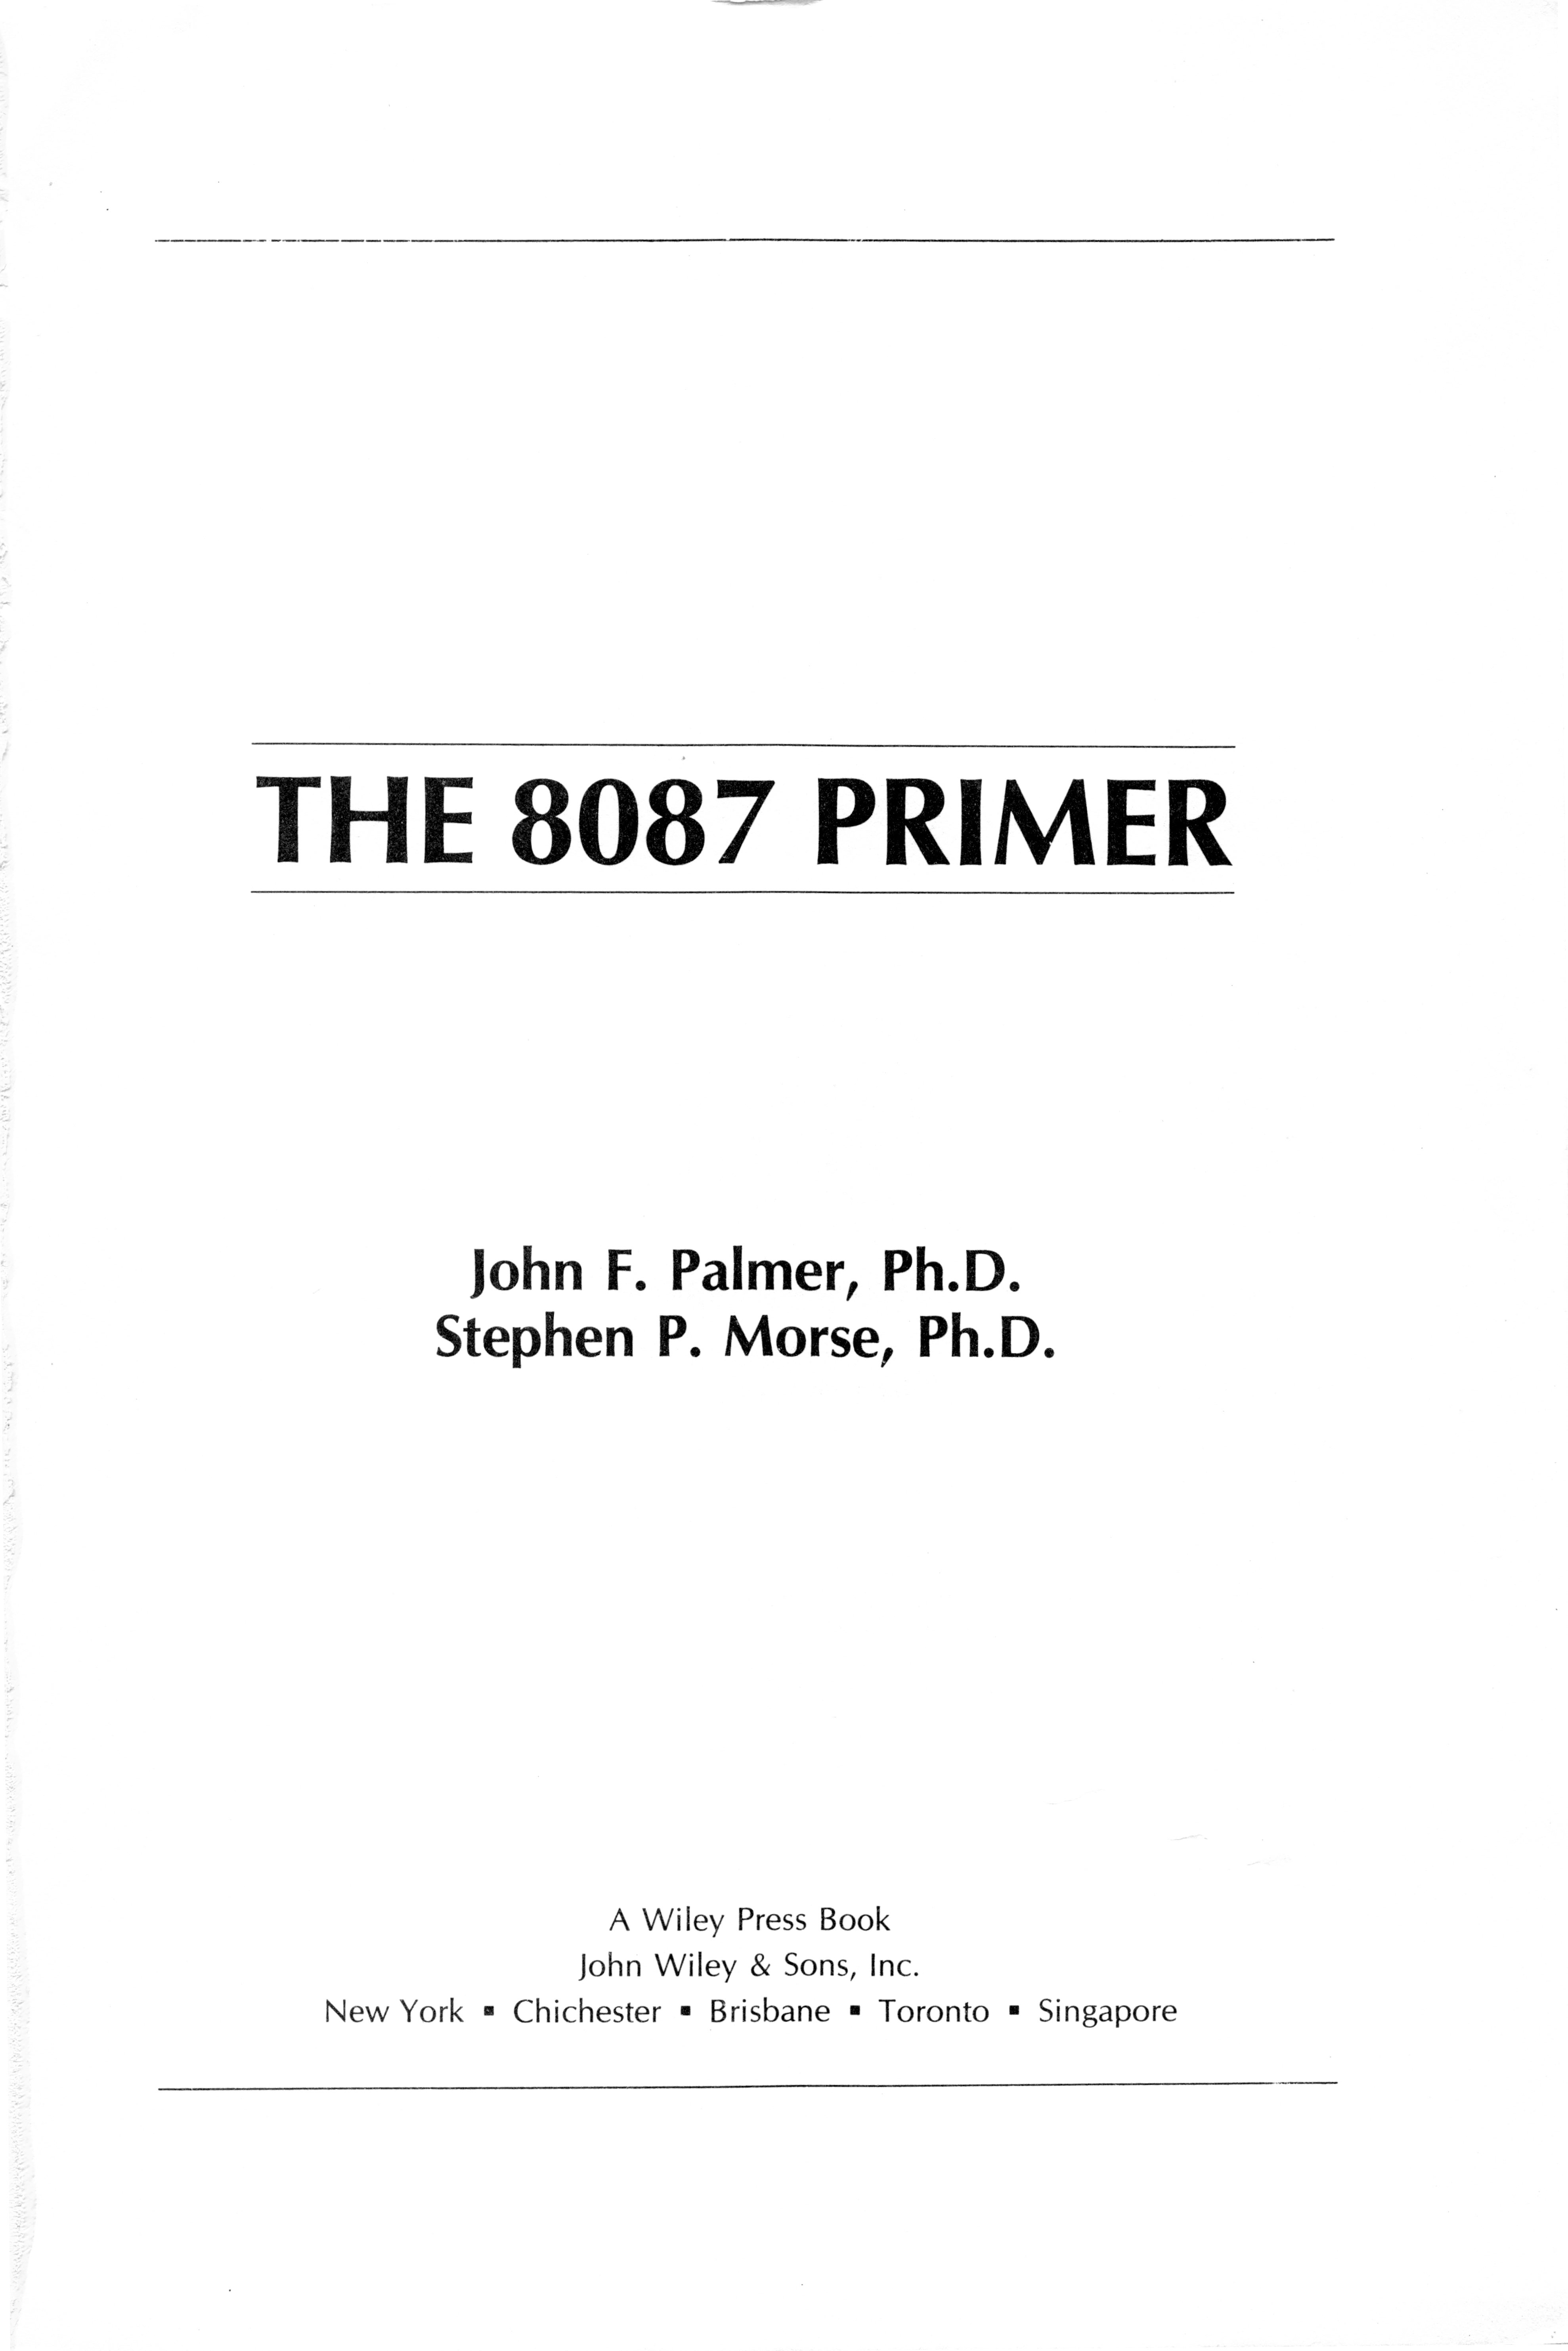 THE 8087 PRIMER
John F. Palmer, Ph.D.
Stephen P. Morse, Ph.D.
A Wiley Press Book
John Wiley & Sons, Inc.
New York ▪ Chichester ▪ Brisbane ▪ Toronto ▪ Singapore